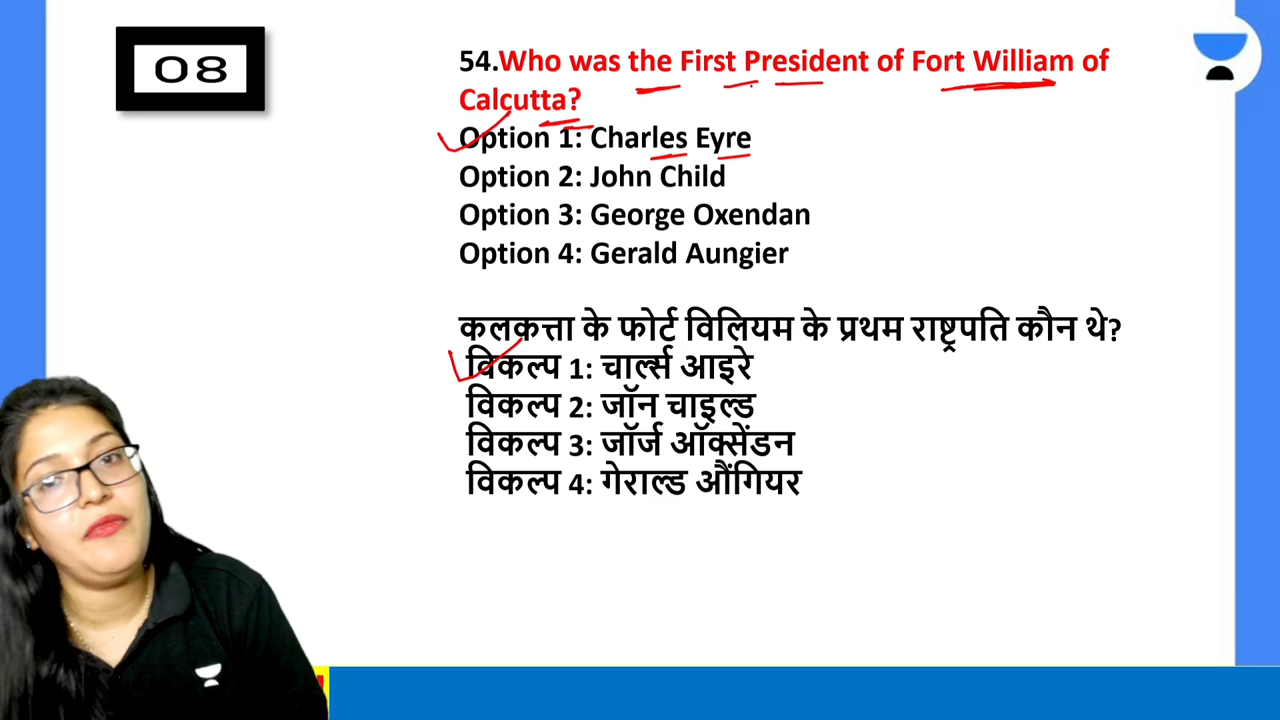 08
54.Who was the First President of Fort William of
Calcutta?
Option 1: Charles Eyre
Option 2: John Child
Option 3: George Oxendan
Option 4: Gerald Aungier
कलकत्ता के फोर्ट विलियम के प्रथम राष्ट्रपति कौन थे?
विकल्प 1: चार्ल्स आइरे
विकल्प 2: जॉन चाइल्ड
विकल्प 3: जॉर्ज ऑक्सेंडन
विकल्प 4: गेराल्ड औंगियर